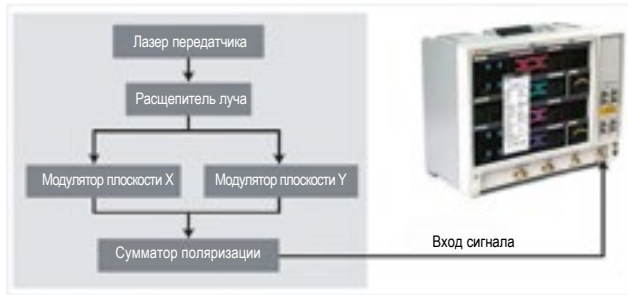 Лазер передатчика
Расщепитель луча
Модулятор плоскости X
Модулятор плоскости Y
Сумматор поляризации
Вход сигнала